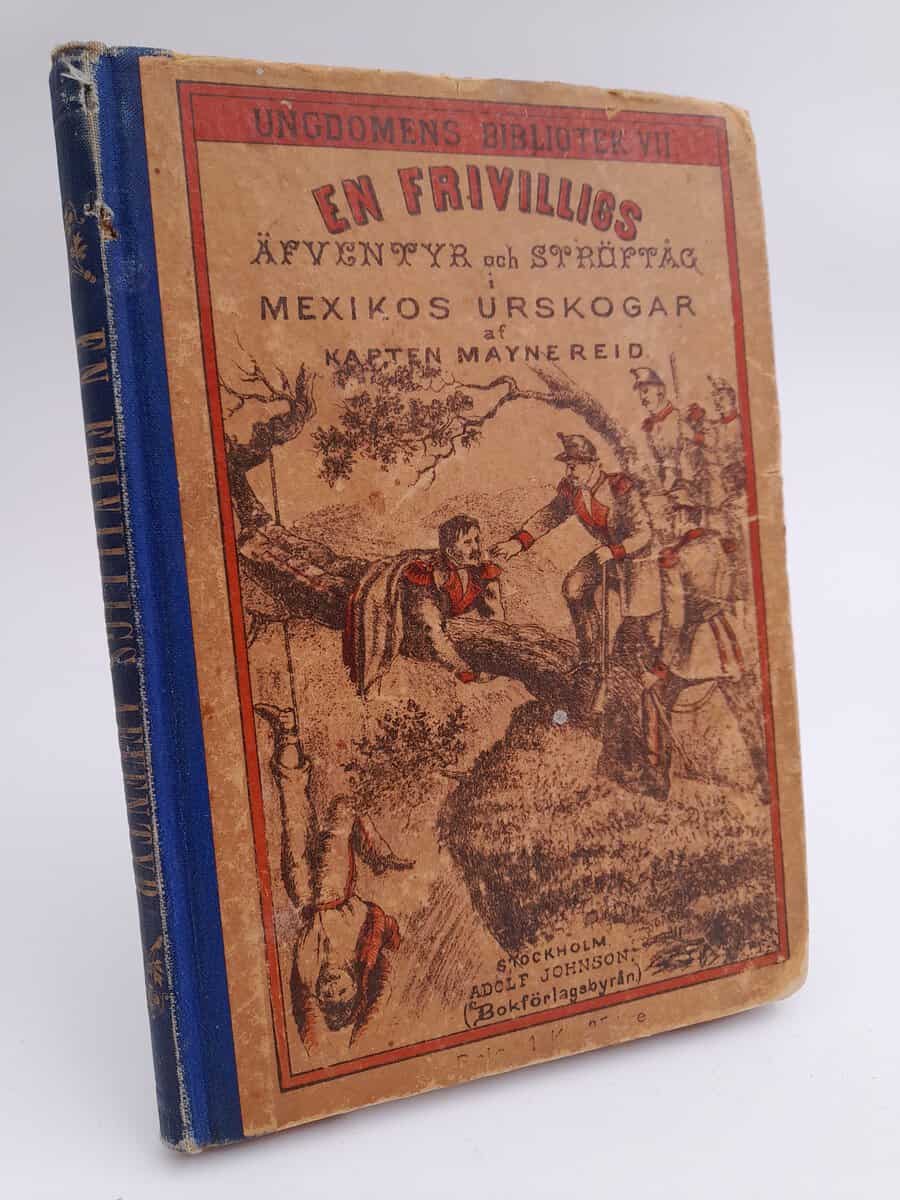 UNGDOMENS BIBLIOTEK VII
EN FRIVILLIGS
ÄFVENTYR och STRÖFTÅG
i
MEXIKOS URSKOGAR
af
KAPTEN MAYNE REID
STOCKHOLM,
ADOLF JOHNSON.
(Bokförlagsbyrån)
EN FRIVILLIGS ÄFVENTYR